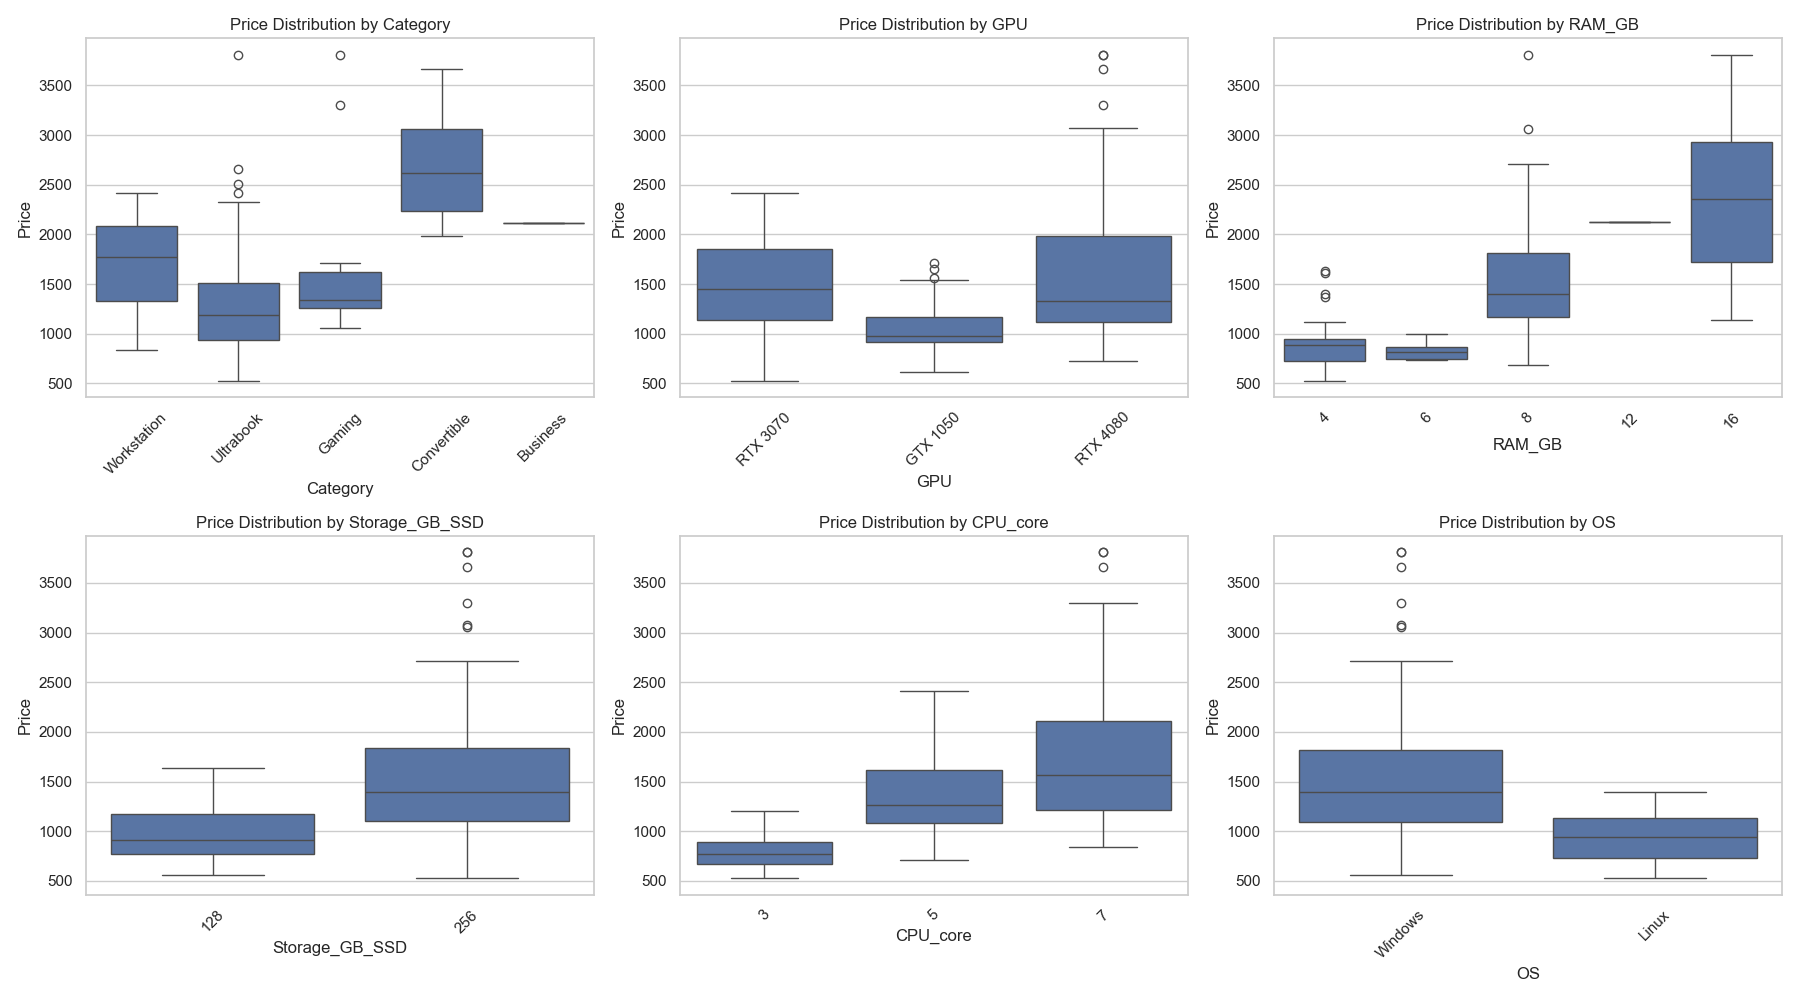 Price Distribution by Category
Price
3500
3000
2500
2000
1500
1000
500
Workstation
Ultrabook
Gaming
Convertible
Business
Category
Price Distribution by GPU
Price
3500
3000
2500
2000
1500
1000
500
RTX 3070
GTX 1050
RTX 4080
GPU
Price Distribution by RAM_GB
Price
3500
3000
2500
2000
1500
1000
500
4
6
8
12
16
RAM_GB
Price Distribution by Storage_GB_SSD
Price
3500
3000
2500
2000
1500
1000
500
128
256
Storage_GB_SSD
Price Distribution by CPU_core
Price
3500
3000
2500
2000
1500
1000
500
3
5
7
CPU_core
Price Distribution by OS
Price
3500
3000
2500
2000
1500
1000
500
Windows
Linux
OS